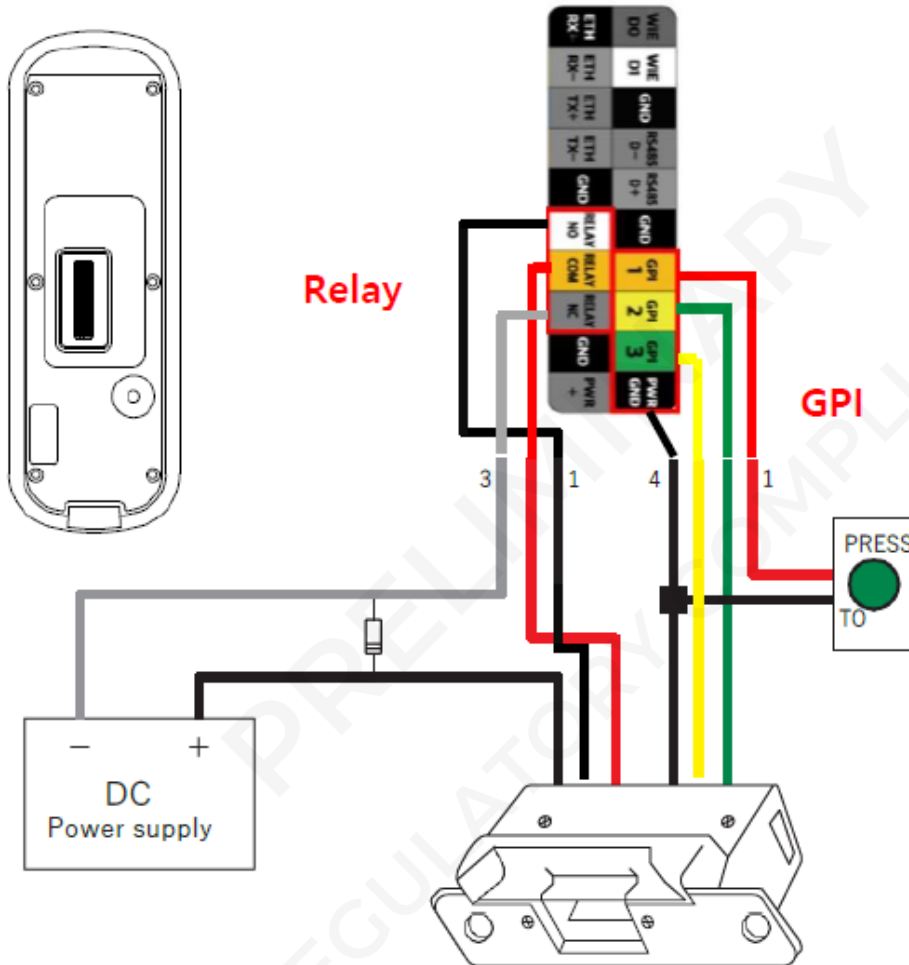 ETH RX+
WIE D0
ETH RX-
WIE D1
ETH TX+
GND
ETH TX-
RS485 D-
GND
RS485 D+
RELAY NO
GND
RELAY COM
GPI 1
RELAY NC
GPI 2
GND
GPI 3
PWR +
PWR GND
Relay
GPI
3
1
4
1
PRESS
TO
- +
DC
Power supply
PRELIMINARY
REGULATORY COMPLI